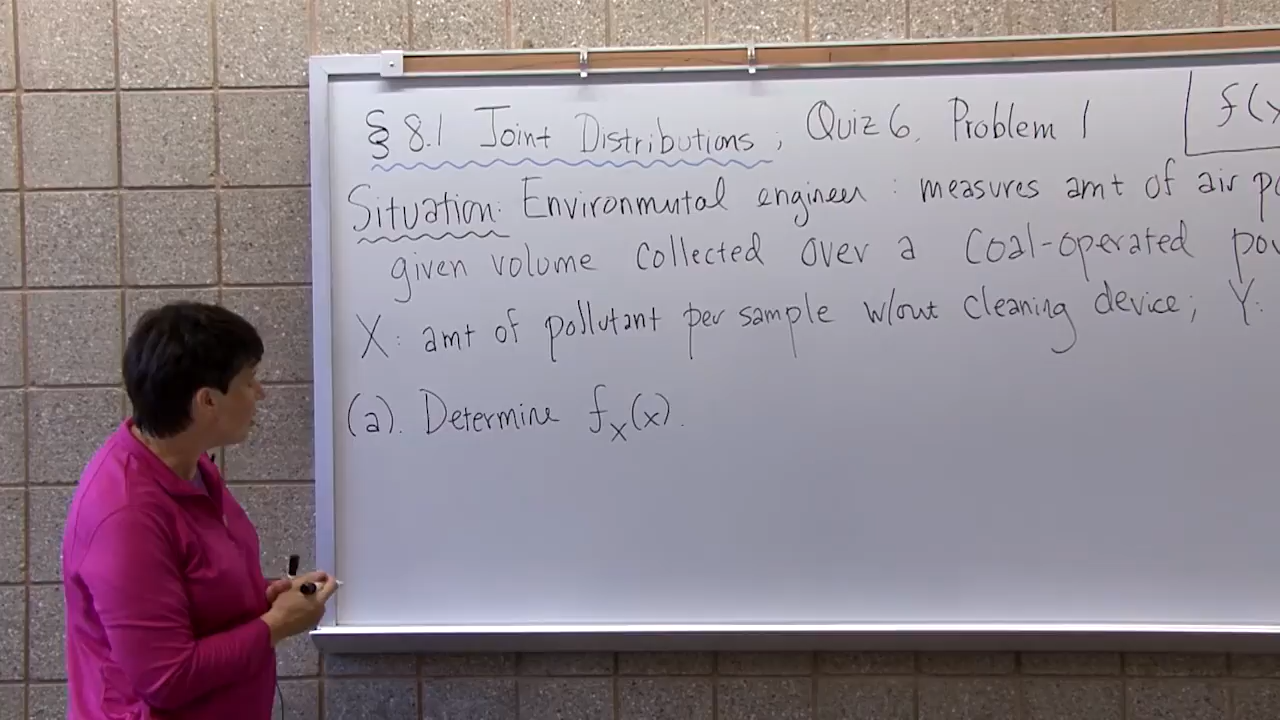 § 8.1 Joint Distributions ; Quiz 6, Problem 1 f(
Situation: Environmental engineer : measures amt of air
given volume collected over a coal-operated
X: amt of pollutant per sample w/out cleaning device; Y:
(a). Determine fX(x).